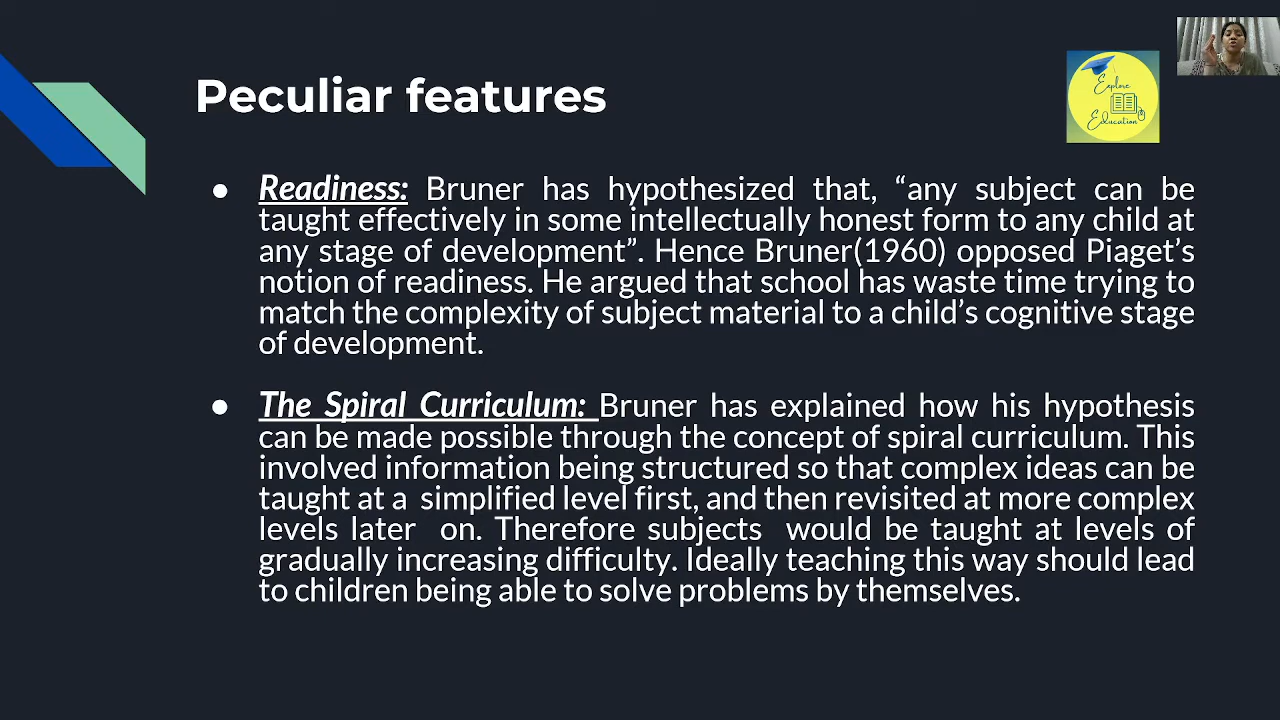 Peculiar features
Explore
Education
● Readiness: Bruner has hypothesized that, “any subject can be
taught effectively in some intellectually honest form to any child at
any stage of development”. Hence Bruner(1960) opposed Piaget’s
notion of readiness. He argued that school has waste time trying to
match the complexity of subject material to a child’s cognitive stage
of development.
● The Spiral Curriculum: Bruner has explained how his hypothesis
can be made possible through the concept of spiral curriculum. This
involved information being structured so that complex ideas can be
taught at a simplified level first, and then revisited at more complex
levels later on. Therefore subjects would be taught at levels of
gradually increasing difficulty. Ideally teaching this way should lead
to children being able to solve problems by themselves.